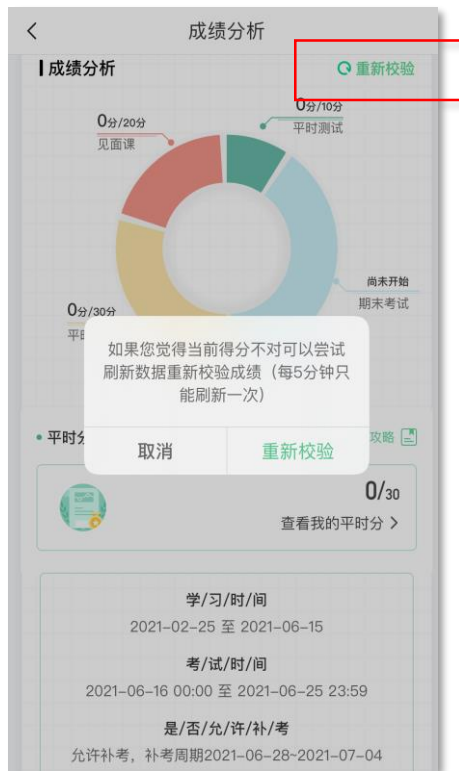 成绩分析
成绩分析
重新校验
0分/20分
见面课
0分/10分
平时测试
尚未开始
期末考试
0分/30分
平时
如果您觉得当前得分不对可以尝试
刷新数据重新校验成绩（每5分钟只
能刷新一次）
取消
重新校验
• 平时分
攻略
0/30
查看我的平时分
学/习/时/间
2021-02-25 至 2021-06-15
考/试/时/间
2021-06-16 00:00 至 2021-06-25 23:59
是/否/允/许/补/考
允许补考，补考周期2021-06-28~2021-07-04